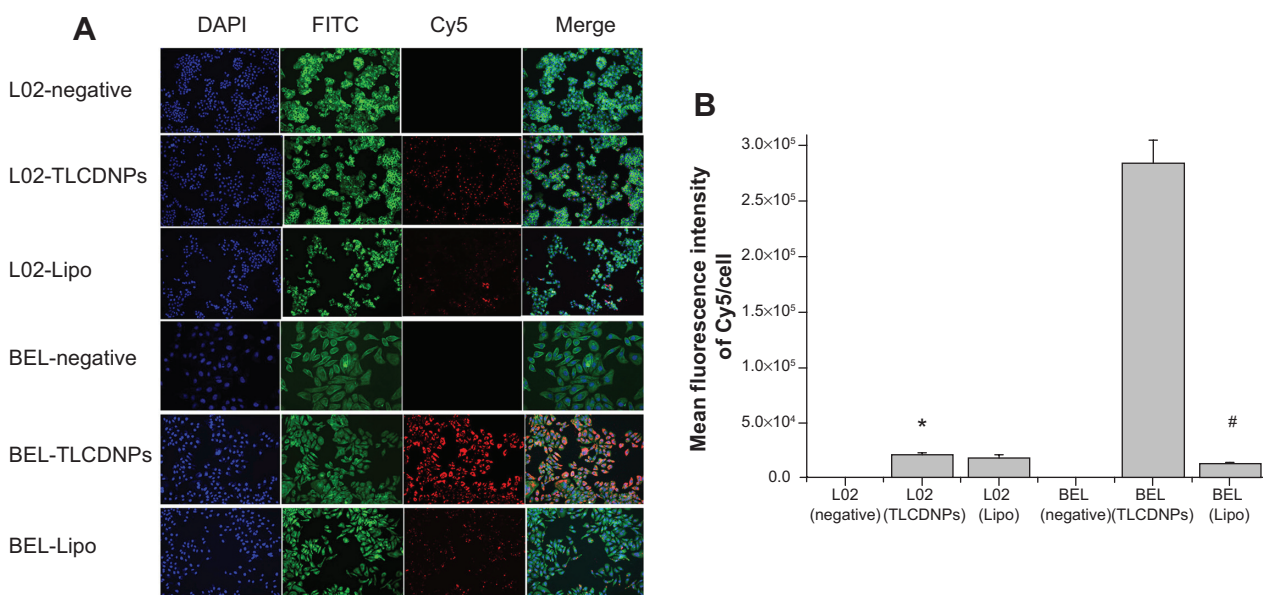 A
DAPI FITC Cy5 Merge
L02-negative
L02-TLCDNPs
L02-Lipo
BEL-negative
BEL-TLCDNPs
BEL-Lipo
B
Mean fluorescence intensity
of Cy5/cell
3.0×10⁵
2.5×10⁵
2.0×10⁵
1.5×10⁵
1.0×10⁵
5.0×10⁴
0.0
*
#
L02 L02 L02 BEL BEL BEL
(negative) (TLCDNPs) (Lipo) (negative) (TLCDNPs) (Lipo)